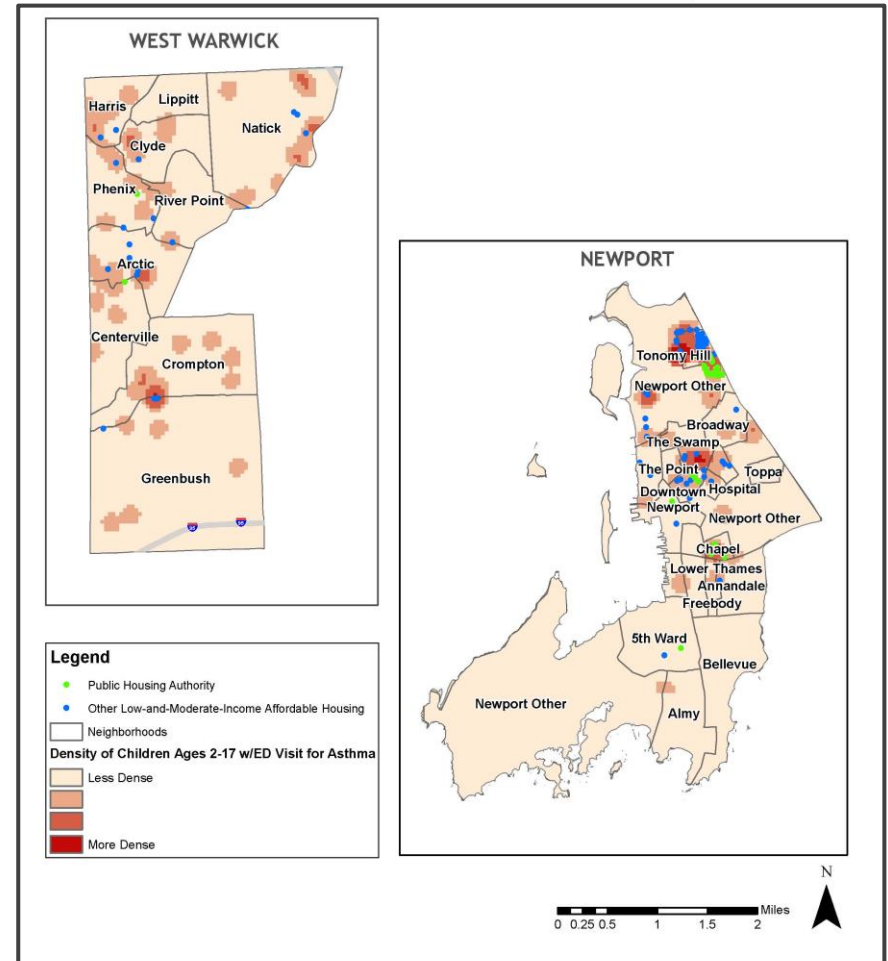 WEST WARWICK
Harris
Lippitt
Natick
Clyde
Phenix
River Point
Arctic
Centerville
Crompton
Greenbush
95
95
NEWPORT
Tonomy Hill
Newport Other
Broadway
The Swamp
The Point
Toppa
Downtown
Hospital
Newport
Newport Other
Chapel
Lower Thames
Annandale
Freebody
5th Ward
Bellevue
Newport Other
Almy
Legend
Public Housing Authority
Other Low-and-Moderate-Income Affordable Housing
Neighborhoods
Density of Children Ages 2-17 w/ED Visit for Asthma
Less Dense
More Dense
N
Miles
0 0.25 0.5 1 1.5 2